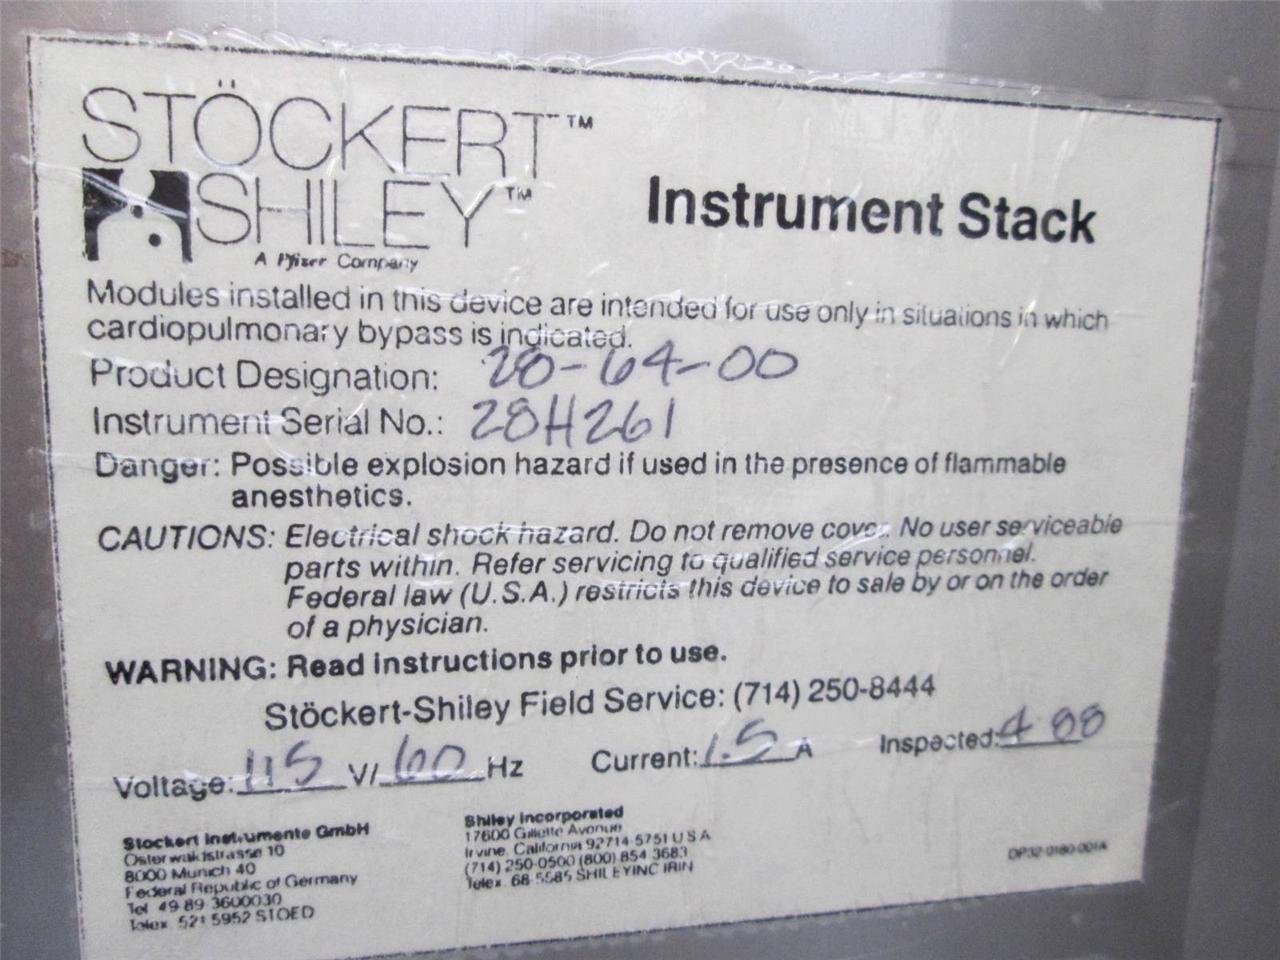 STÖCKERT™
SHILEY™
A Pfizer Company
Instrument Stack
Modules installed in this device are intended for use only in situations in which
cardiopulmonary bypass is indicated.
Product Designation: 28-64-00
Instrument Serial No.: 28H261
Danger: Possible explosion hazard if used in the presence of flammable
anesthetics.
CAUTIONS: Electrical shock hazard. Do not remove cover. No user serviceable
parts within. Refer servicing to qualified service personnel.
Federal law (U.S.A.) restricts this device to sale by or on the order
of a physician.
WARNING: Read instructions prior to use.
Stöckert-Shiley Field Service: (714) 250-8444
Voltage: 115 V/ 60 Hz Current: 1.5 A Inspected: 4 88
Stockert Instrumente GmbH
Osterwaldstrasse 10
8000 Munich 40
Federal Republic of Germany
Tel 49 89 3600030
Telex 521 5952 STOED
Shiley Incorporated
17600 Gillette Avenue
Irvine, California 92714-5751 U S A
(714) 250-0500 (800) 854 3683
Telex 68-5585 SHILEYINC IRIN
DP32-0180-001A